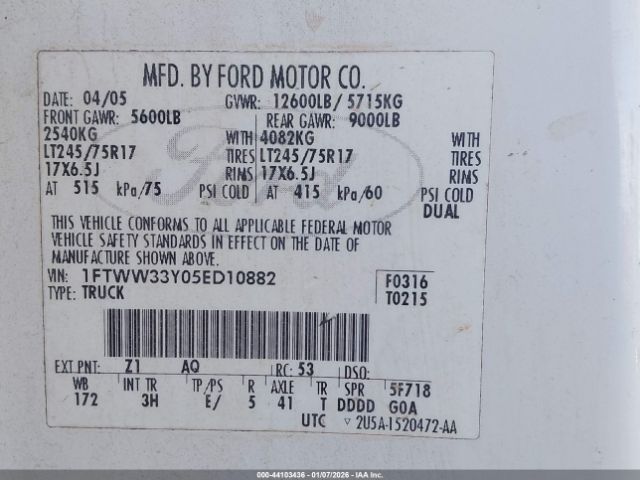 MFD. BY FORD MOTOR CO.
DATE: 04/05 GVWR: 12600LB/ 5715KG
FRONT GAWR: 5600LB REAR GAWR: 9000LB
2540KG WITH 4082KG WITH
LT245/75R17 TIRES LT245/75R17 TIRES
17X6.5J RIMS 17X6.5J RIMS
AT 515 kPa/75 PSI COLD AT 415 kPa/60 PSI COLD
DUAL
THIS VEHICLE CONFORMS TO ALL APPLICABLE FEDERAL MOTOR
VEHICLE SAFETY STANDARDS IN EFFECT ON THE DATE OF
MANUFACTURE SHOWN ABOVE.
VIN: 1FTWW33Y05ED10882 F0316
TYPE: TRUCK T0215
EXT PNT: Z1 AQ RC: 53 DSO:
WB INT TR TP/PS R AXLE TR SPR 5F718
172 3H E/ 5 41 T DDDD G0A
UTC ▽ 2U5A-1520472-AA
Ford
000-44103436 - 01/07/2026 - IAA Inc.